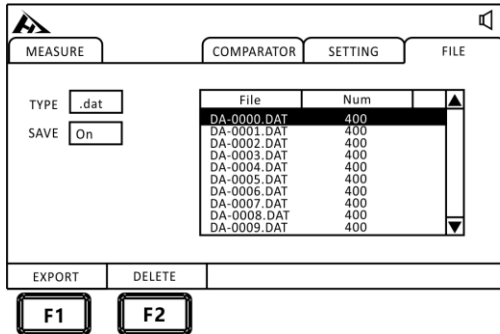 MEASURE COMPARATOR SETTING FILE
TYPE .dat
SAVE On
File Num
DA-0000.DAT 400
DA-0001.DAT 400
DA-0002.DAT 400
DA-0003.DAT 400
DA-0004.DAT 400
DA-0005.DAT 400
DA-0006.DAT 400
DA-0007.DAT 400
DA-0008.DAT 400
DA-0009.DAT 400
EXPORT DELETE
F1 F2